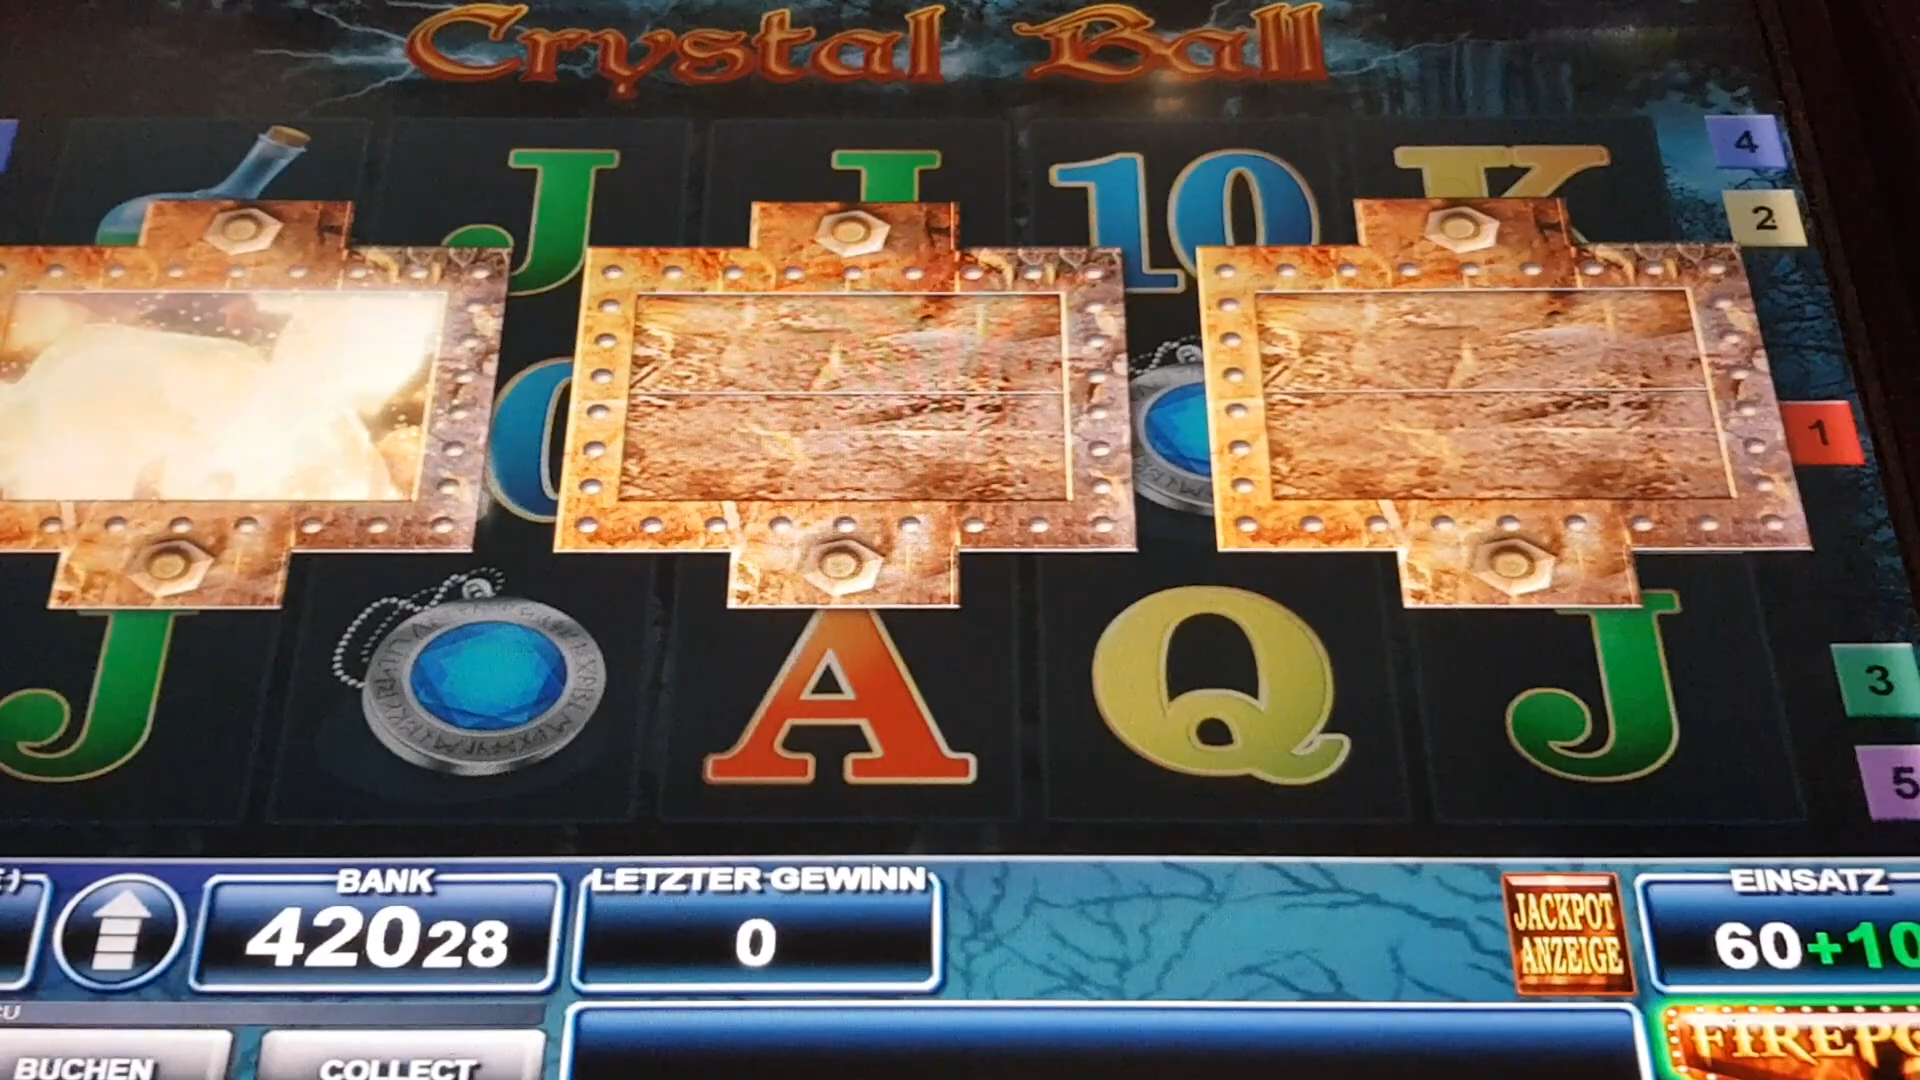 Crystal Ball
J J 10 K
4
2
1
J A Q J
3
5
BANK
42028
LETZTER GEWINN
0
JACKPOT
ANZEIGE
EINSATZ
60+10
BUCHEN
COLLECT